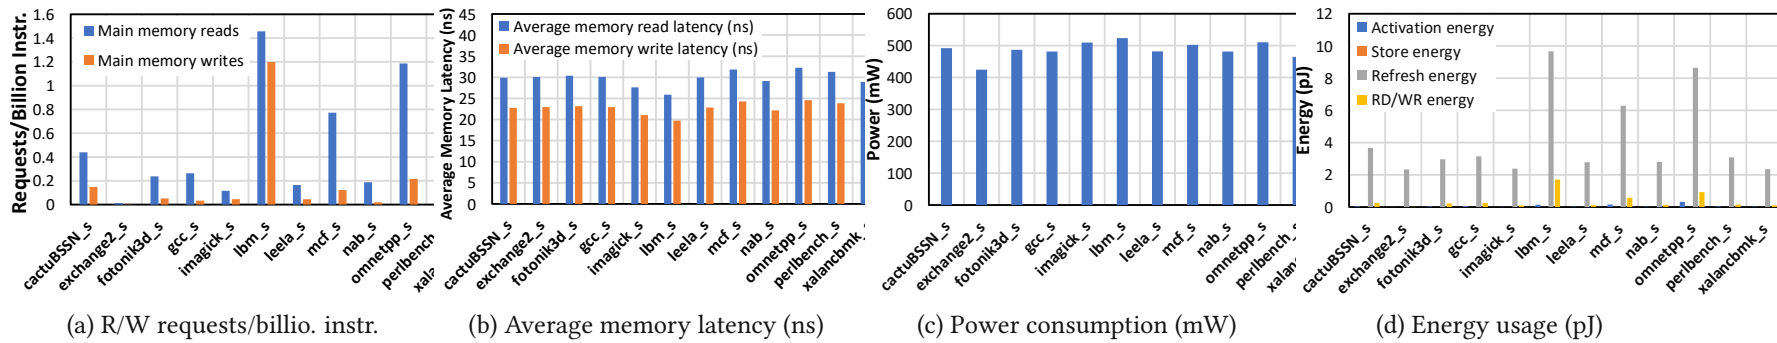 Requests/Billion Instr.
1.6
1.4
1.2
1
0.8
0.6
0.4
0.2
0
Main memory reads
Main memory writes
cactuBSSN_s
exchange2_s
fotonik3d_s
gcc_s
imagick_s
lbm_s
leela_s
mcf_s
nab_s
omnetpp_s
perlbench
xala
(a) R/W requests/billio. instr.
Average Memory Latency (ns)
45
40
35
30
25
20
15
10
5
0
Average memory read latency (ns)
Average memory write latency (ns)
cactuBSSN_s
exchange2_s
fotonik3d_s
gcc_s
imagick_s
lbm_s
leela_s
mcf_s
nab_s
omnetpp_s
perlbench_s
xalancbmk_s
(b) Average memory latency (ns)
Power (mW)
600
500
400
300
200
100
0
cactuBSSN_s
exchange2_s
fotonik3d_s
gcc_s
imagick_s
lbm_s
leela_s
mcf_s
nab_s
omnetpp_s
perlbench_s
xalan
(c) Power consumption (mW)
Energy (pJ)
12
10
8
6
4
2
0
Activation energy
Store energy
Refresh energy
RD/WR energy
cactuBSSN_s
exchange2_s
fotonik3d_s
gcc_s
imagick_s
lbm_s
leela_s
mcf_s
nab_s
omnetpp_s
perlbench_s
xalancbmk_s
(d) Energy usage (pJ)